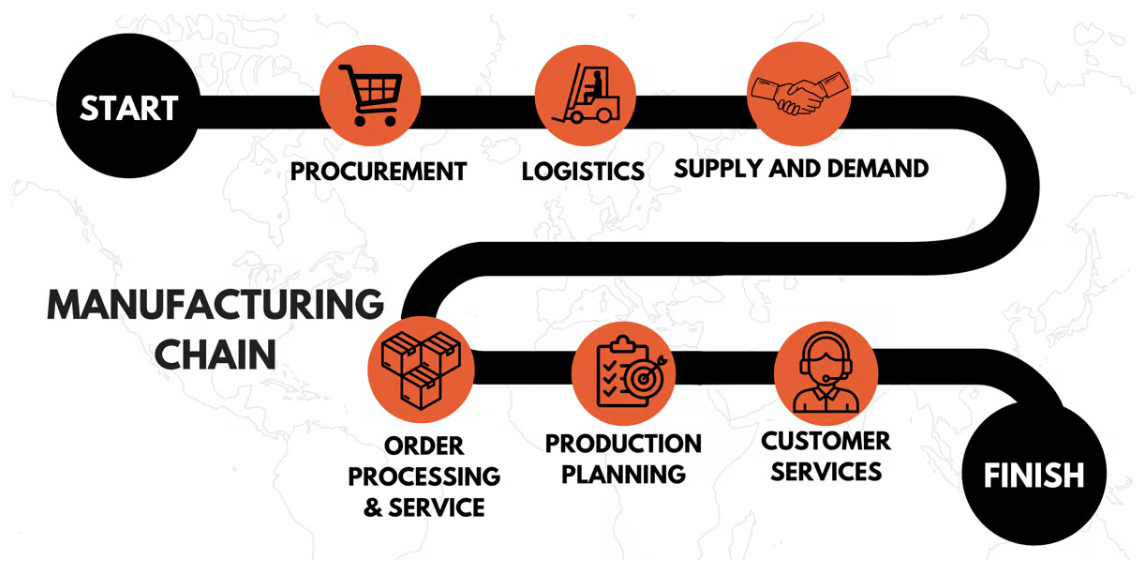 START
PROCUREMENT
LOGISTICS
SUPPLY AND DEMAND
MANUFACTURING
CHAIN
ORDER
PROCESSING
& SERVICE
PRODUCTION
PLANNING
CUSTOMER
SERVICES
FINISH